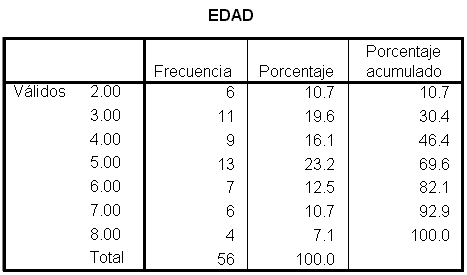 EDAD
Porcentaje
Frecuencia Porcentaje acumulado
Válidos 2.00 6 10.7 10.7
3.00 11 19.6 30.4
4.00 9 16.1 46.4
5.00 13 23.2 69.6
6.00 7 12.5 82.1
7.00 6 10.7 92.9
8.00 4 7.1 100.0
Total 56 100.0